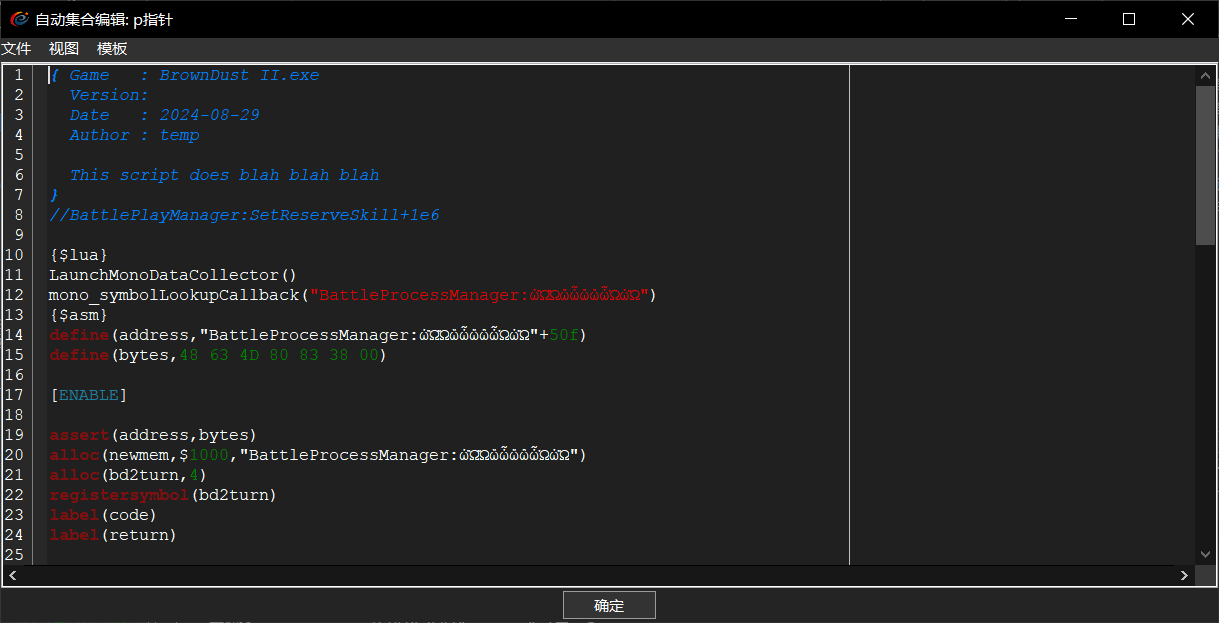 自动集合编辑: p指针
文件 视图 模板
1 { Game   : BrownDust II.exe
2   Version:
3   Date   : 2024-08-29
4   Author : temp
5
6   This script does blah blah blah
7 }
8 //BattlePlayManager:SetReserveSkill+1e6
9
10 {$lua}
11 LaunchMonoDataCollector()
12 mono_symbolLookupCallback("BattleProcessManager:")
13 {$asm}
14 define(address,"BattleProcessManager:"+50f)
15 define(bytes,48 63 4D 80 83 38 00)
16
17 [ENABLE]
18
19 assert(address,bytes)
20 alloc(newmem,$1000,"BattleProcessManager:")
21 alloc(bd2turn,4)
22 registersymbol(bd2turn)
23 label(code)
24 label(return)
25
确定